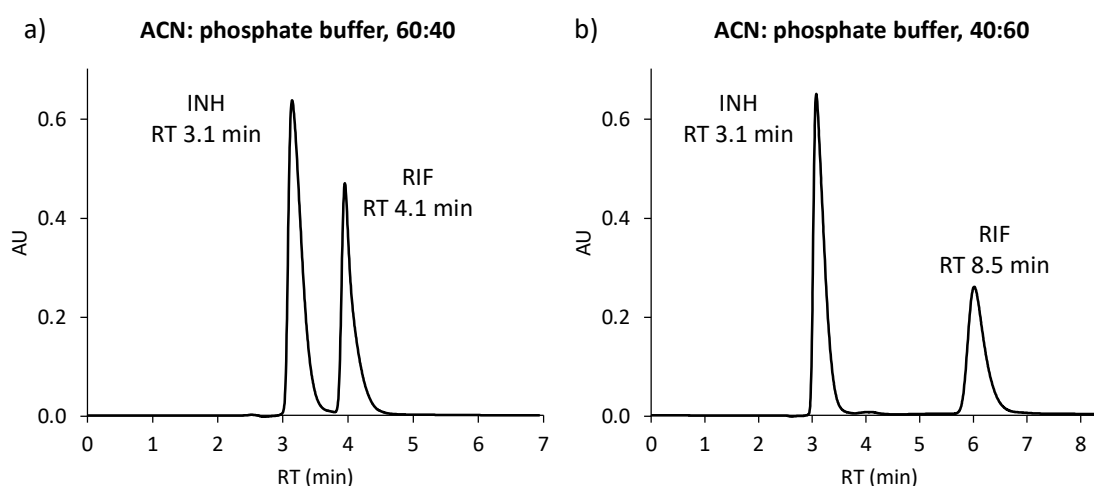 a)
ACN: phosphate buffer, 60:40
INH
RT 3.1 min
RIF
RT 4.1 min
AU
0.6
0.4
0.2
0.0
0 1 2 3 4 5 6 7
RT (min)
b)
ACN: phosphate buffer, 40:60
INH
RT 3.1 min
RIF
RT 8.5 min
AU
0.6
0.4
0.2
0.0
0 1 2 3 4 5 6 7 8
RT (min)